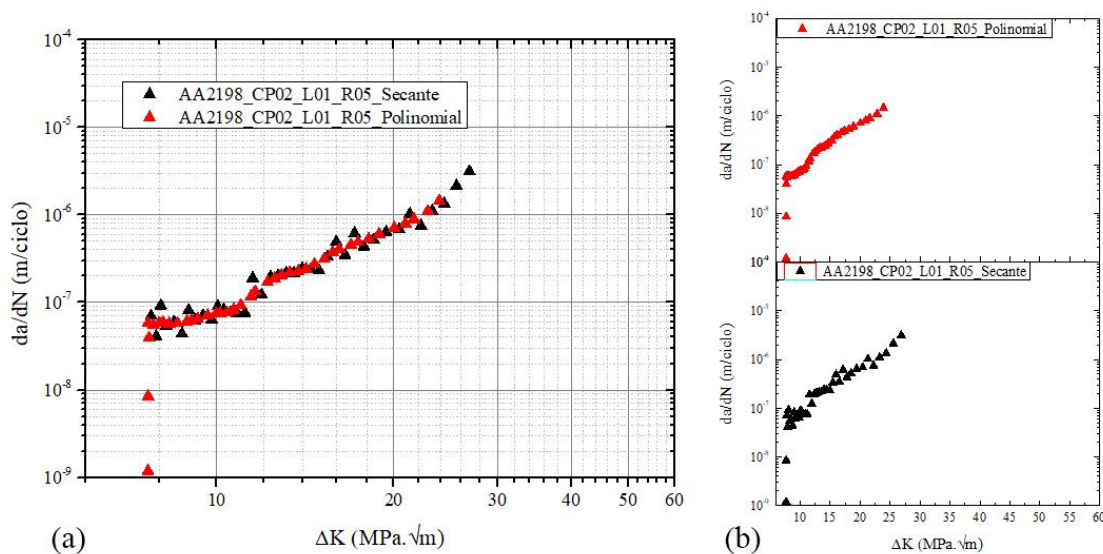 10⁻⁴
10⁻⁵
10⁻⁶
10⁻⁷
10⁻⁸
10⁻⁹
da/dN (m/ciclo)
AA2198_CP02_L01_R05_Secante
AA2198_CP02_L01_R05_Polinomial
10 20 30 40 50 60
ΔK (MPa.√m)
(a)
10⁻⁴
10⁻⁵
10⁻⁶
10⁻⁷
10⁻⁸
da/dN (m/ciclo)
AA2198_CP02_L01_R05_Polinomial
10⁻⁴
10⁻⁵
10⁻⁶
10⁻⁷
10⁻⁸
10⁻⁹
da/dN (m/ciclo)
AA2198_CP02_L01_R05_Secante
10 15 20 25 30 35 40 45 50 55 60
ΔK (MPa.√m)
(b)